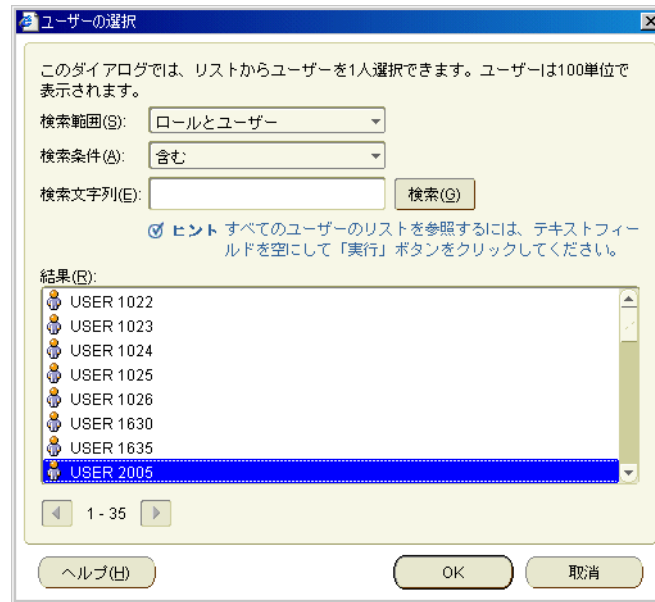 ユーザーの選択
このダイアログでは、リストからユーザーを1人選択できます。ユーザーは100単位で
表示されます。
検索範囲(S): ロールとユーザー
検索条件(A): 含む
検索文字列(E): 検索(G)
ヒント すべてのユーザーのリストを参照するには、テキストフィー
ルドを空にして「実行」ボタンをクリックしてください。
結果(R):
USER 1022
USER 1023
USER 1024
USER 1025
USER 1026
USER 1630
USER 1635
USER 2005
1 - 35
ヘルプ(H) OK 取消